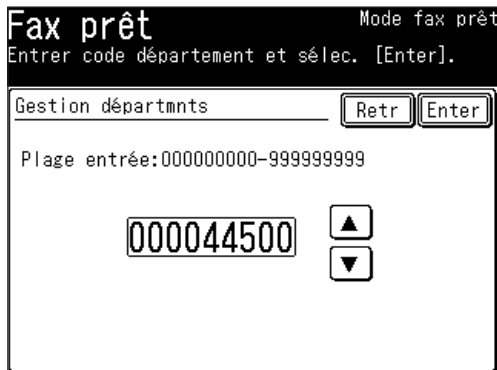 Fax prêt
Mode fax prêt
Entrer code département et sélec. [Enter].
Gestion départmnts
Retr
Enter
Plage entrée:000000000-999999999
000044500